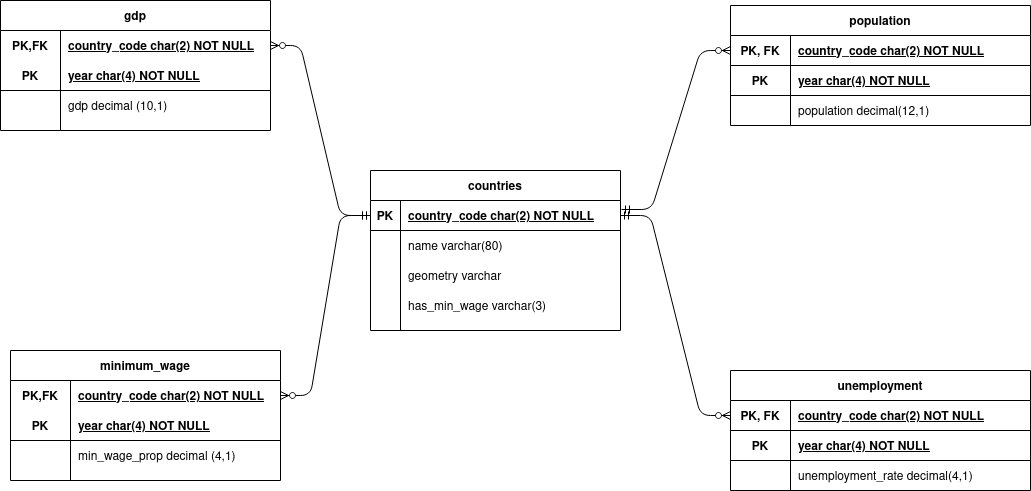 gdp
PK,FK country_code char(2) NOT NULL
PK year char(4) NOT NULL
gdp decimal (10,1)
population
PK, FK country_code char(2) NOT NULL
PK year char(4) NOT NULL
population decimal(12,1)
countries
PK country_code char(2) NOT NULL
name varchar(80)
geometry varchar
has_min_wage varchar(3)
minimum_wage
PK,FK country_code char(2) NOT NULL
PK year char(4) NOT NULL
min_wage_prop decimal (4,1)
unemployment
PK, FK country_code char(2) NOT NULL
PK year char(4) NOT NULL
unemployment_rate decimal(4,1)